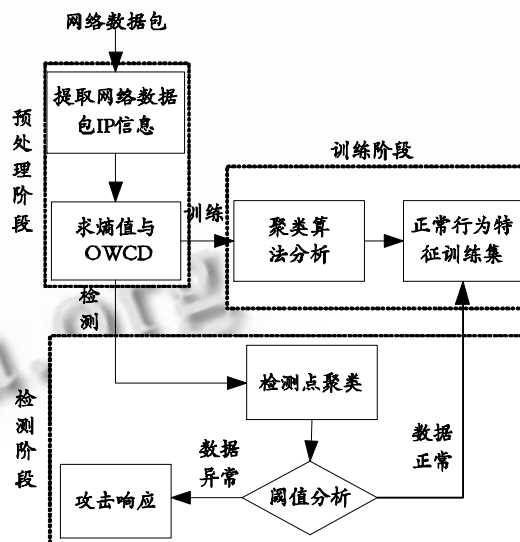 网络数据包
预处理阶段
提取网络数据
包IP信息
求熵值与
OWCD
训练
训练阶段
聚类算
法分析
正常行为特
征训练集
检测
检测阶段
检测点聚类
数据
异常
数据
正常
攻击响应
阈值分析